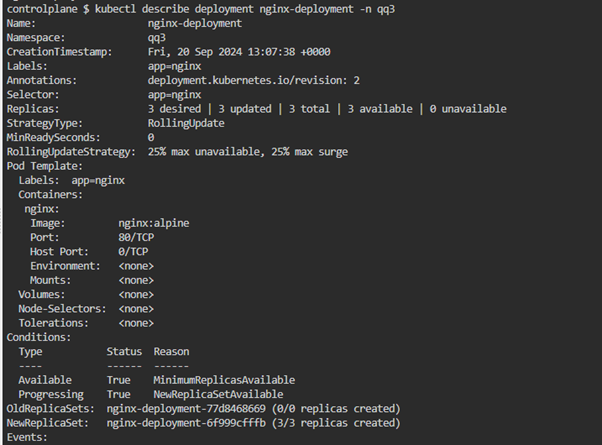 controlplane $ kubectl describe deployment nginx-deployment -n qq3
Name:                   nginx-deployment
Namespace:              qq3
CreationTimestamp:      Fri, 20 Sep 2024 13:07:38 +0000
Labels:                 app=nginx
Annotations:            deployment.kubernetes.io/revision: 2
Selector:               app=nginx
Replicas:               3 desired | 3 updated | 3 total | 3 available | 0 unavailable
StrategyType:           RollingUpdate
MinReadySeconds:        0
RollingUpdateStrategy:  25% max unavailable, 25% max surge
Pod Template:
  Labels:  app=nginx
  Containers:
   nginx:
    Image:         nginx:alpine
    Port:          80/TCP
    Host Port:     0/TCP
    Environment:   <none>
    Mounts:        <none>
  Volumes:         <none>
  Node-Selectors:  <none>
  Tolerations:     <none>
Conditions:
  Type           Status  Reason
  ----           ------  ------
  Available      True    MinimumReplicasAvailable
  Progressing    True    NewReplicaSetAvailable
OldReplicaSets:  nginx-deployment-77d8468669 (0/0 replicas created)
NewReplicaSet:   nginx-deployment-6f999cfffb (3/3 replicas created)
Events: